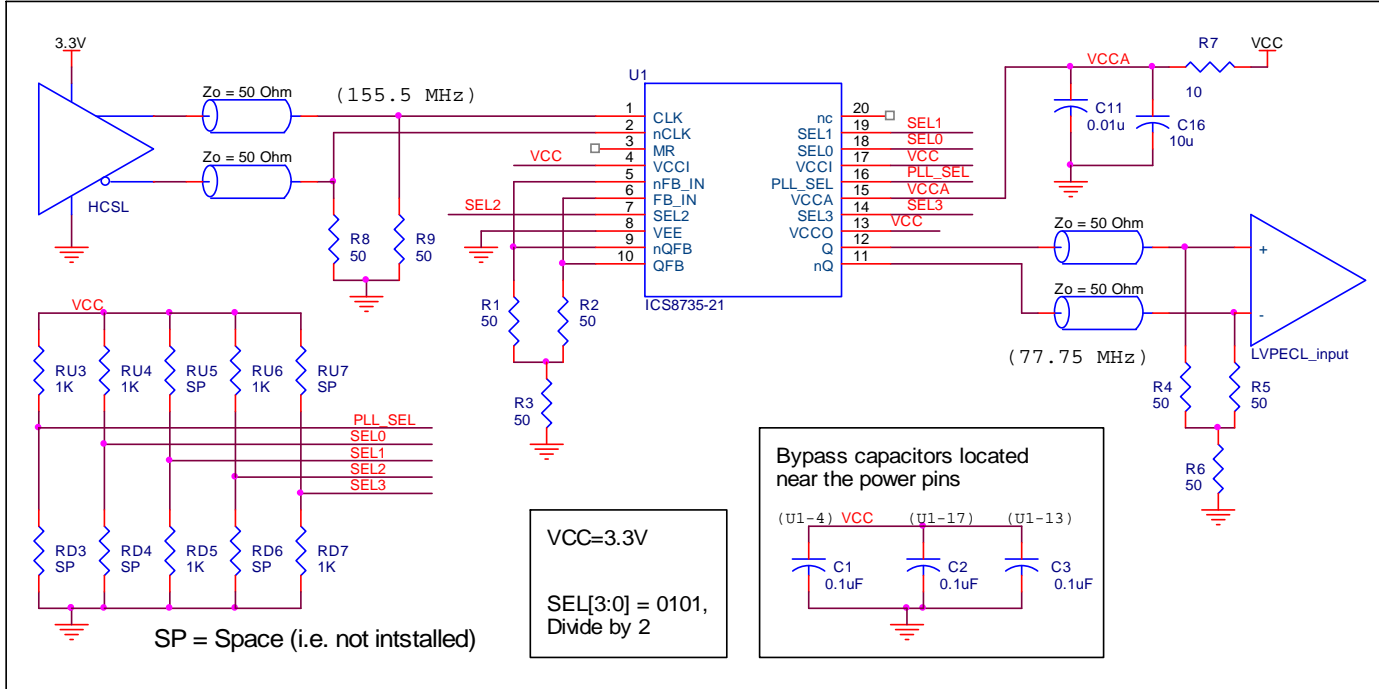 3.3V
Zo = 50 Ohm
(155.5 MHz)
Zo = 50 Ohm
HCSL
R8
50
R9
50
U1
1
CLK
2
nCLK
3
MR
4
VCCI
5
nFB_IN
6
FB_IN
7
SEL2
8
VEE
9
nQFB
10
QFB
VCC
SEL2
20
nc
19
SEL1
18
SEL0
17
VCCI
16
PLL_SEL
15
VCCA
14
SEL3
13
VCCO
12
Q
11
nQ
SEL1
SEL0
VCC
PLL_SEL
VCCA
SEL3
VCC
ICS8735-21
VCCA
R7
10
VCC
C11
0.01u
C16
10u
Zo = 50 Ohm
Zo = 50 Ohm
(77.75 MHz)
+
-
LVPECL_input
R4
50
R5
50
R6
50
R1
50
R2
50
R3
50
VCC
RU3
1K
RU4
1K
RU5
SP
RU6
1K
RU7
SP
PLL_SEL
SEL0
SEL1
SEL2
SEL3
RD3
SP
RD4
SP
RD5
1K
RD6
SP
RD7
1K
SP = Space (i.e. not intstalled)
VCC=3.3V
SEL[3:0] = 0101,
Divide by 2
Bypass capacitors located
near the power pins
(U1-4)
VCC
(U1-17)
(U1-13)
C1
0.1uF
C2
0.1uF
C3
0.1uF